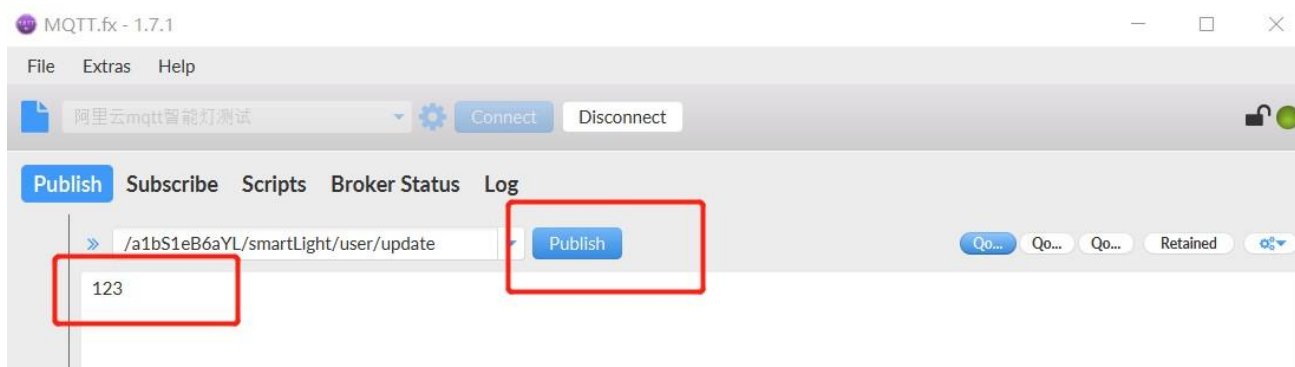 MQTT.fx - 1.7.1
File Extras Help
阿里云mqtt智能灯测试 Connect Disconnect
Publish Subscribe Scripts Broker Status Log
/a1bS1eB6aYL/smartLight/user/update Publish Qo... Qo... Qo... Retained
123